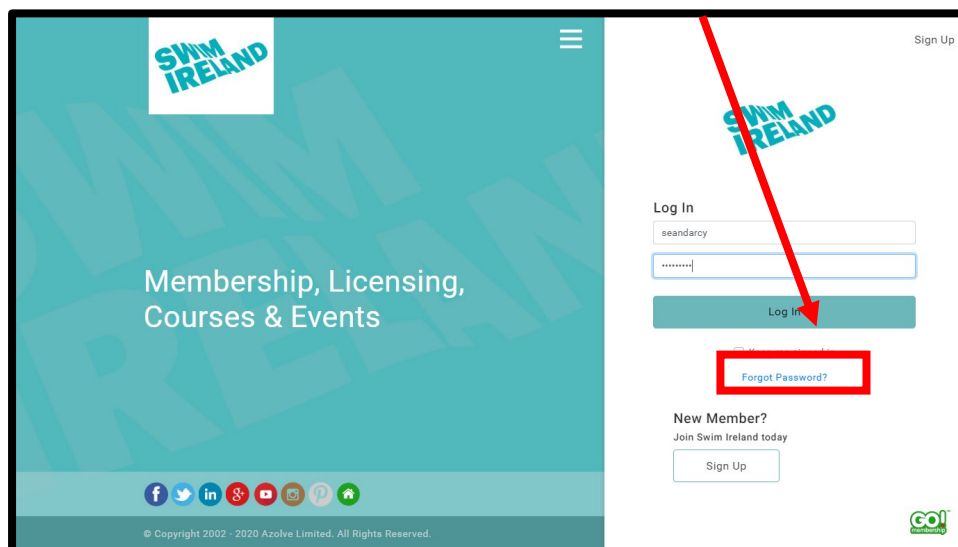 SWIM
IRELAND
Membership, Licensing,
Courses & Events
© Copyright 2002 - 2020 Azolve Limited. All Rights Reserved.
Sign Up
SWIM
IRELAND
Log In
seandarcy
•••••••••
Log In
Forgot Password?
New Member?
Join Swim Ireland today
Sign Up
GO!
membership